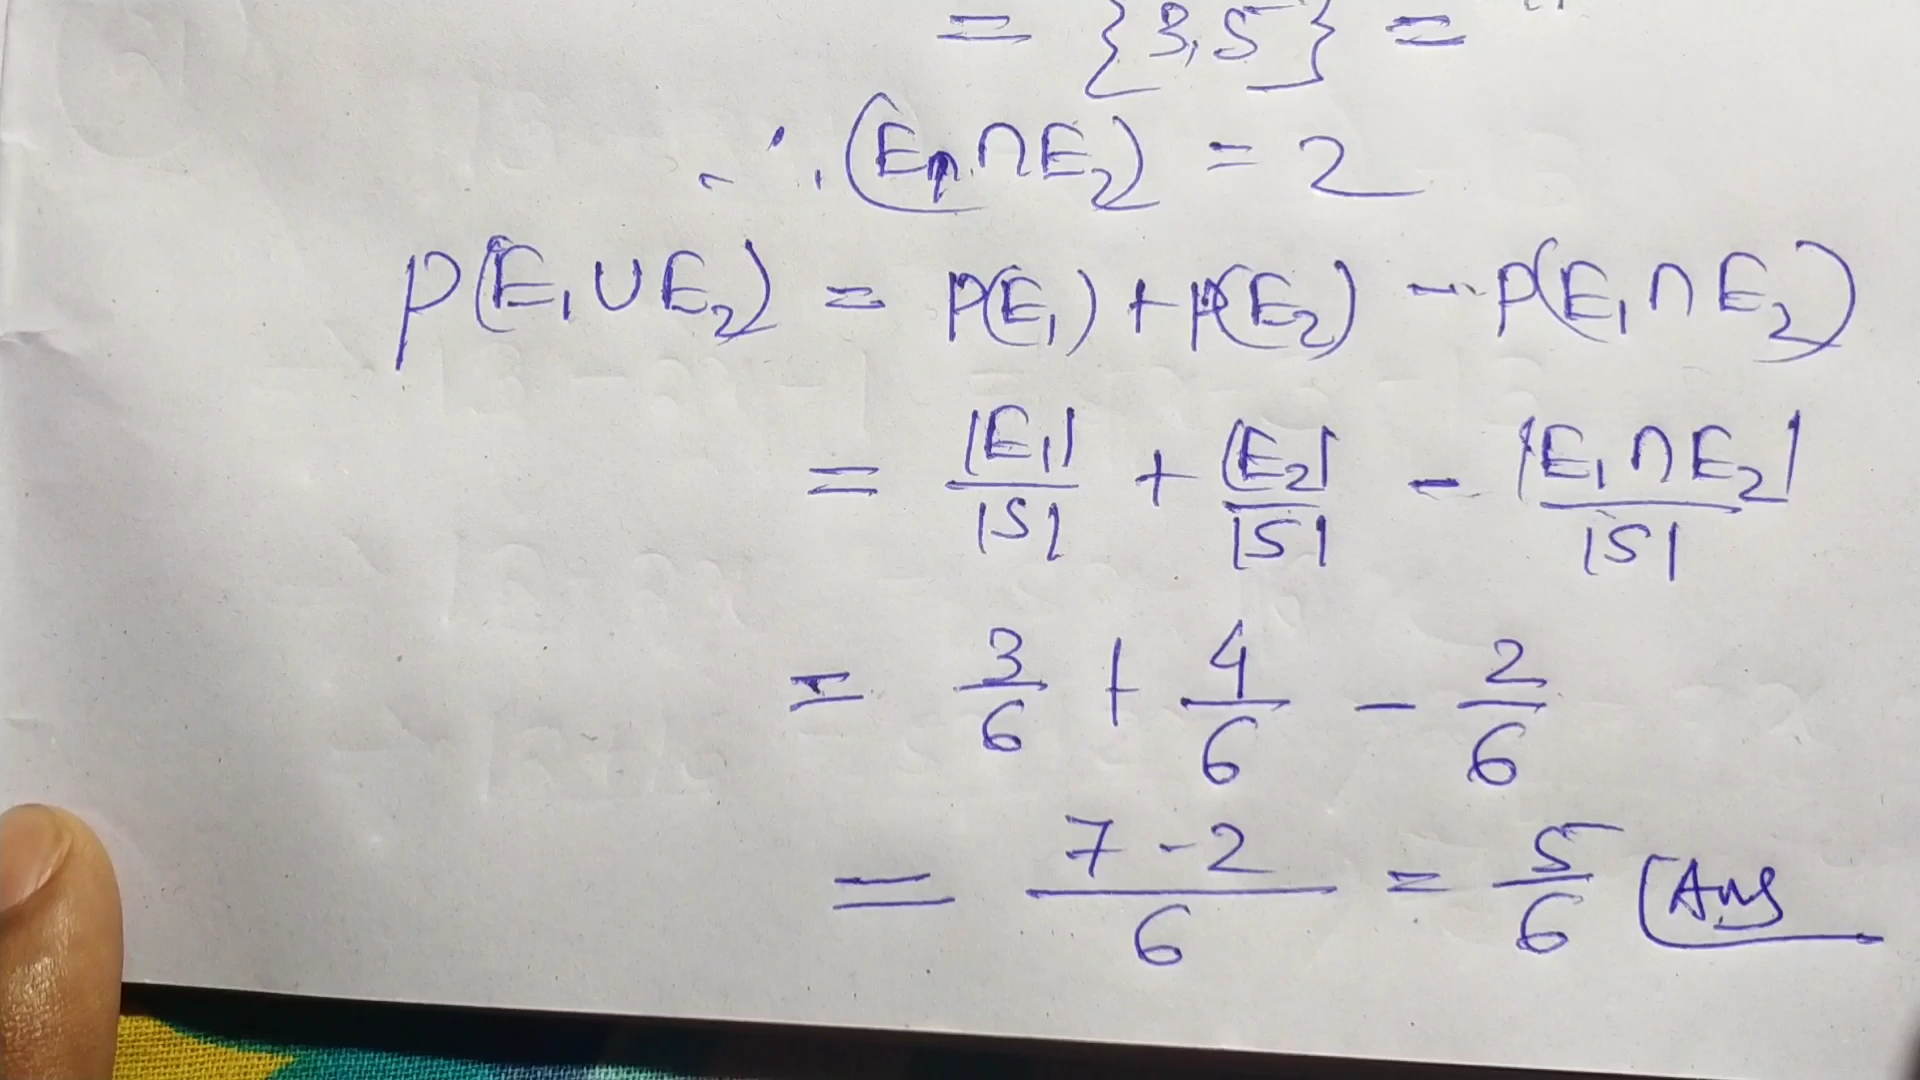 = {3,5} =
∴ (E₁∩E₂) = 2
P(E₁∪E₂) = P(E₁) + P(E₂) - P(E₁∩E₂)
= |E₁|/|S| + |E₂|/|S| - |E₁∩E₂|/|S|
= 3/6 + 4/6 - 2/6
= 7-2/6 = 5/6 (Ans